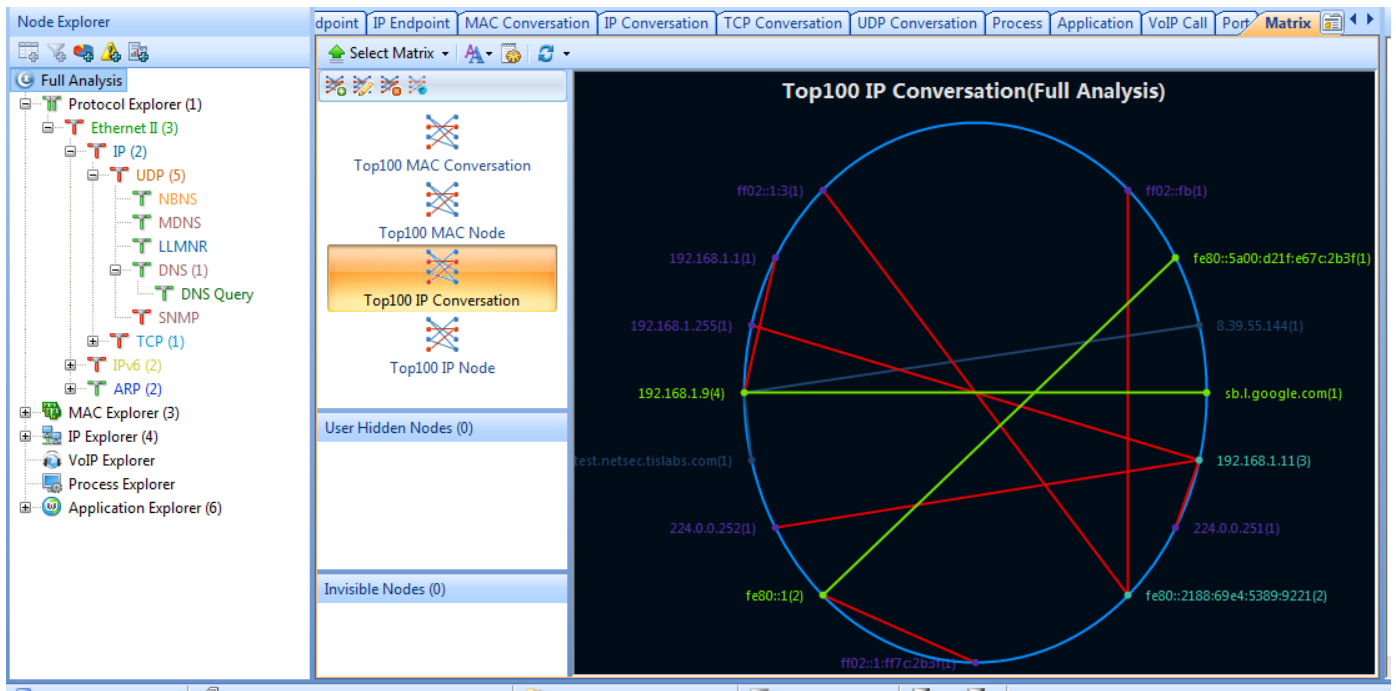 Node Explorer
dpoint IP Endpoint MAC Conversation IP Conversation TCP Conversation UDP Conversation Process Application VoIP Call Port Matrix
Select Matrix
Full Analysis
Protocol Explorer (1)
Ethernet II (3)
IP (2)
UDP (5)
NBNS
MDNS
LLMNR
DNS (1)
DNS Query
SNMP
TCP (1)
IPv6 (2)
ARP (2)
MAC Explorer (3)
IP Explorer (4)
VoIP Explorer
Process Explorer
Application Explorer (6)
Top100 MAC Conversation
Top100 MAC Node
Top100 IP Conversation
Top100 IP Node
User Hidden Nodes (0)
Invisible Nodes (0)
Top100 IP Conversation(Full Analysis)
ff02::1:3(1)
ff02::fb(1)
192.168.1.1(1)
fe80::5a00:d21f:e67c:2b3f(1)
192.168.1.255(1)
8.39.55.144(1)
192.168.1.9(4)
sb.l.google.com(1)
test.netsec.tislabs.com(1)
192.168.1.11(3)
224.0.0.252(1)
224.0.0.251(1)
fe80::1(2)
fe80::2188:69e4:5389:9221(2)
ff02::1:ff7c:2b3f(1)